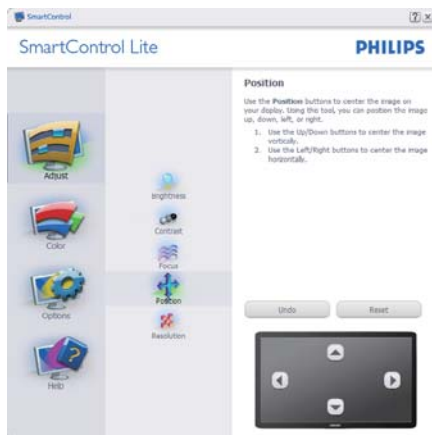 SmartControl
SmartControl Lite
PHILIPS
Adjust
Color
Options
Help
Brightness
Contrast
Focus
Position
Resolution
Position
Use the Position buttons to center the image on
your display. Using this tool, you can position the image
up, down, left, or right.
1. Use the Up/Down buttons to center the image
vertically.
2. Use the Left/Right buttons to center the image
horizontally.
Undo
Reset